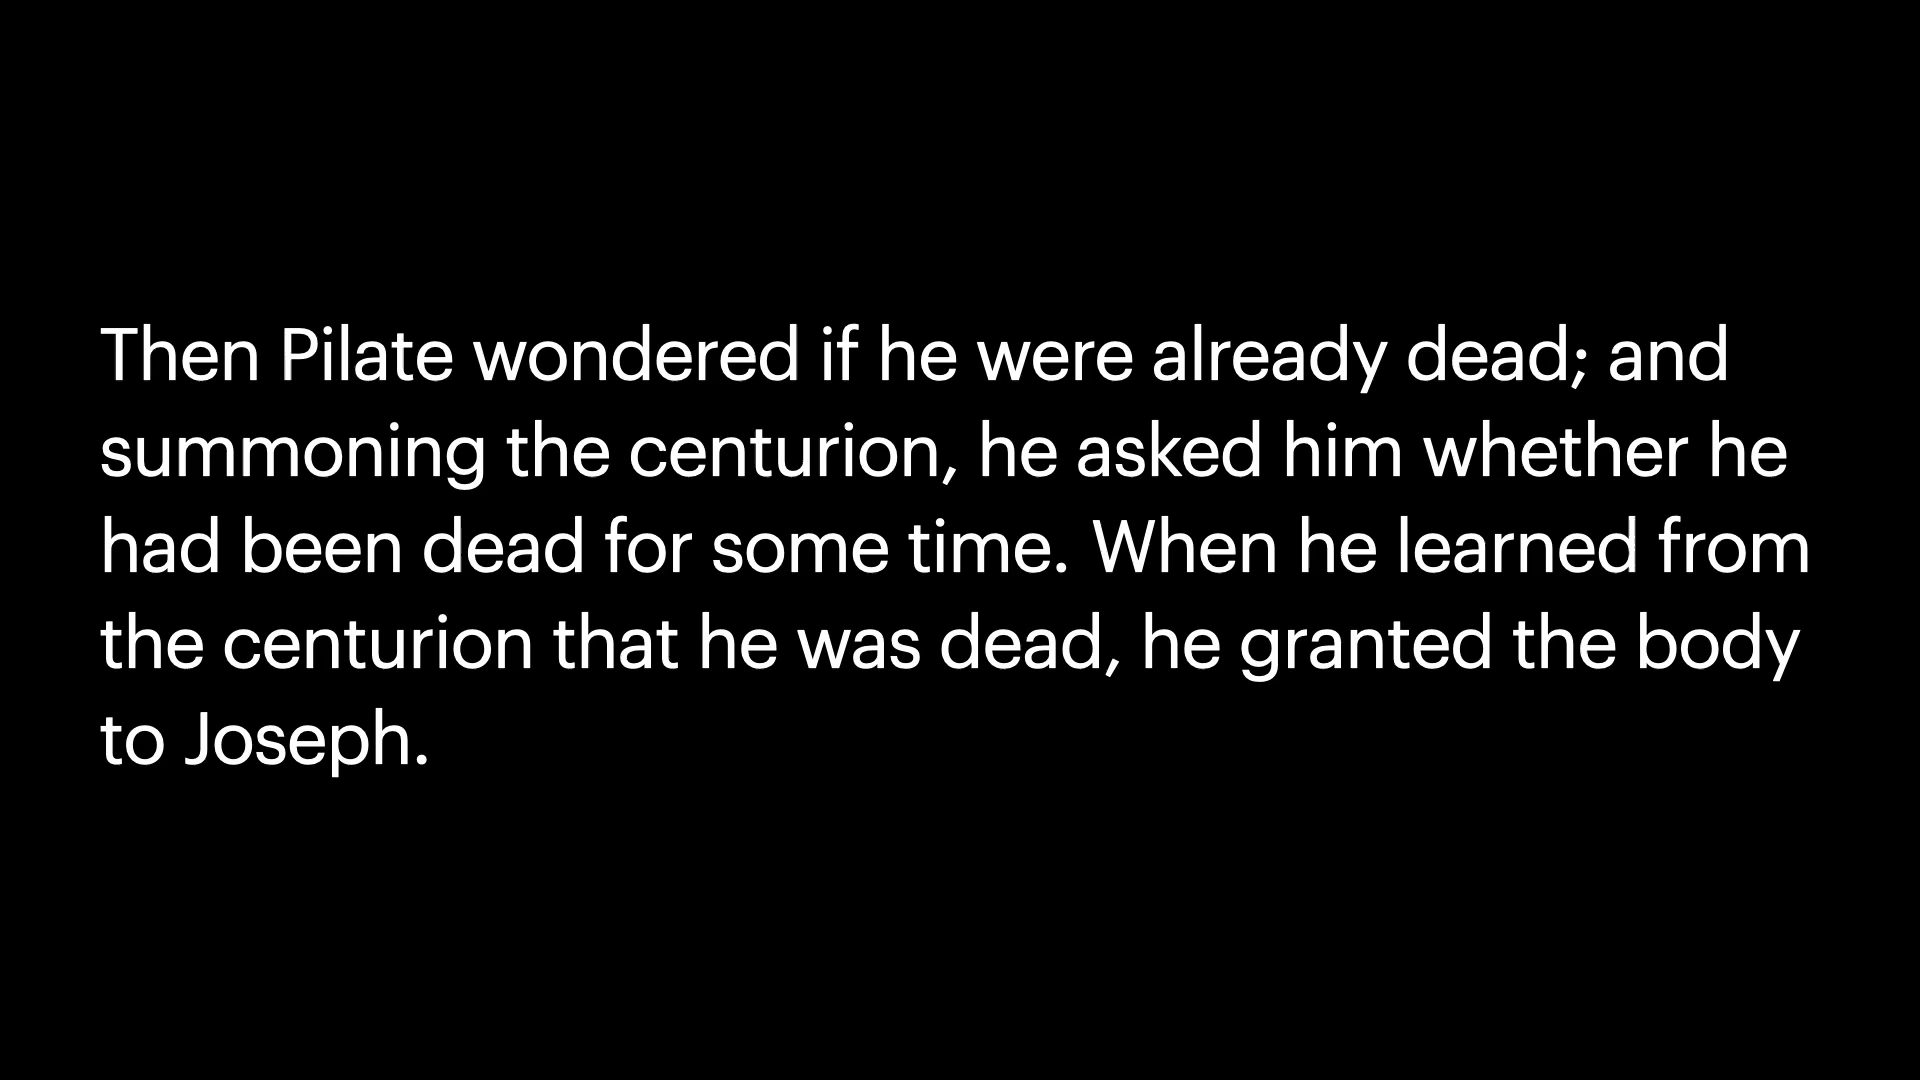 Then Pilate wondered if he were already dead; and
summoning the centurion, he asked him whether he
had been dead for some time. When he learned from
the centurion that he was dead, he granted the body
to Joseph.